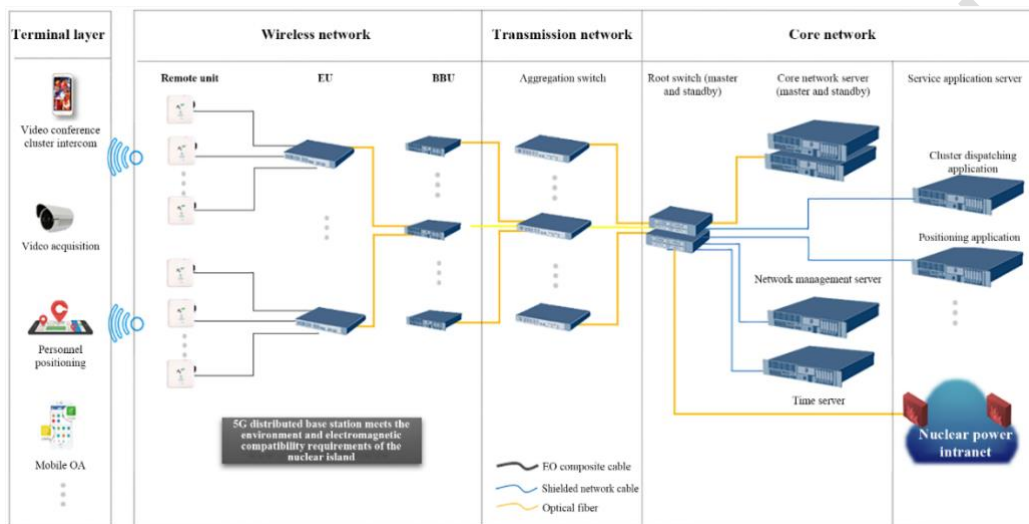 Terminal layer
Wireless network
Transmission network
Core network
Remote unit
EU
BBU
Aggregation switch
Root switch (master
and standby)
Core network server
(master and standby)
Service application server
Video conference
cluster intercom
Video acquisition
Personnel
positioning
Mobile OA
Cluster dispatching
application
Positioning application
Network management server
Time server
Nuclear power
intranet
5G distributed base station meets the
environment and electromagnetic
compatibility requirements of the
nuclear island
EO composite cable
Shielded network cable
Optical fiber